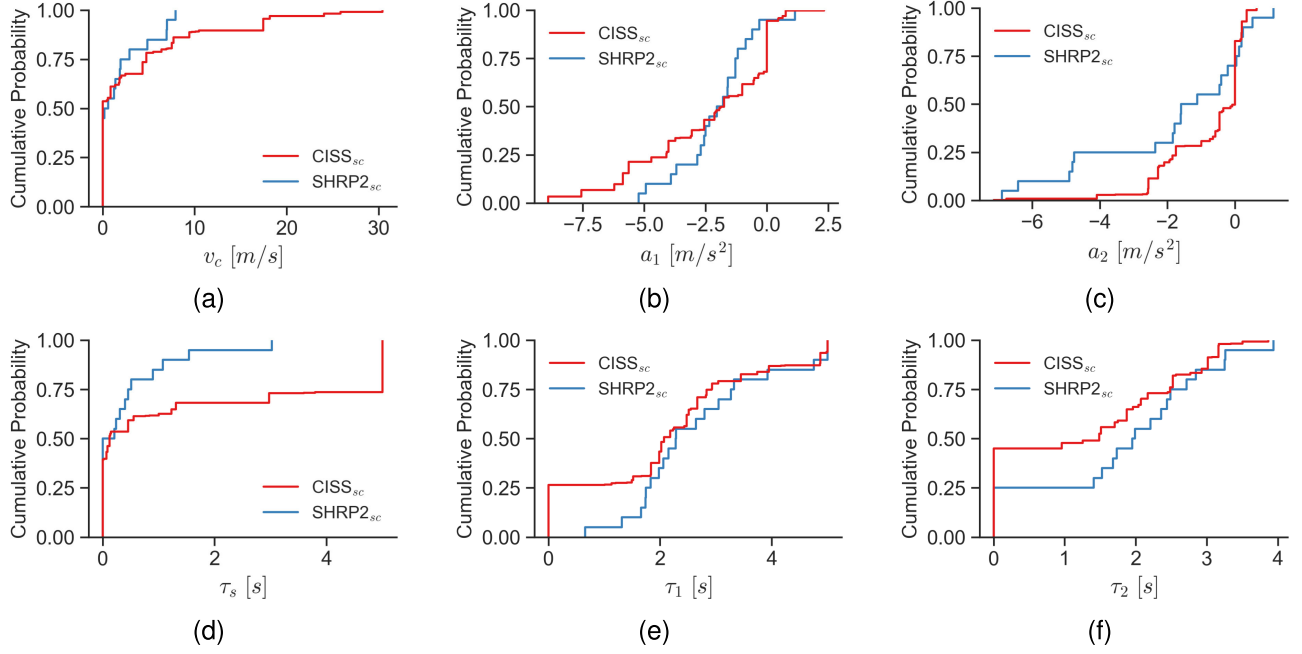 Cumulative Probability
1.00
0.75
0.50
0.25
0.00
CISS_sc
SHRP2_sc
0 10 20 30
v_c [m/s]
(a)
Cumulative Probability
1.00
0.75
0.50
0.25
0.00
CISS_sc
SHRP2_sc
−7.5 −5.0 −2.5 0.0 2.5
a_1 [m/s^2]
(b)
Cumulative Probability
1.00
0.75
0.50
0.25
0.00
CISS_sc
SHRP2_sc
−6 −4 −2 0
a_2 [m/s^2]
(c)
Cumulative Probability
1.00
0.75
0.50
0.25
0.00
CISS_sc
SHRP2_sc
0 2 4
τ_s [s]
(d)
Cumulative Probability
1.00
0.75
0.50
0.25
0.00
CISS_sc
SHRP2_sc
0 2 4
τ_1 [s]
(e)
Cumulative Probability
1.00
0.75
0.50
0.25
0.00
CISS_sc
SHRP2_sc
0 1 2 3 4
τ_2 [s]
(f)